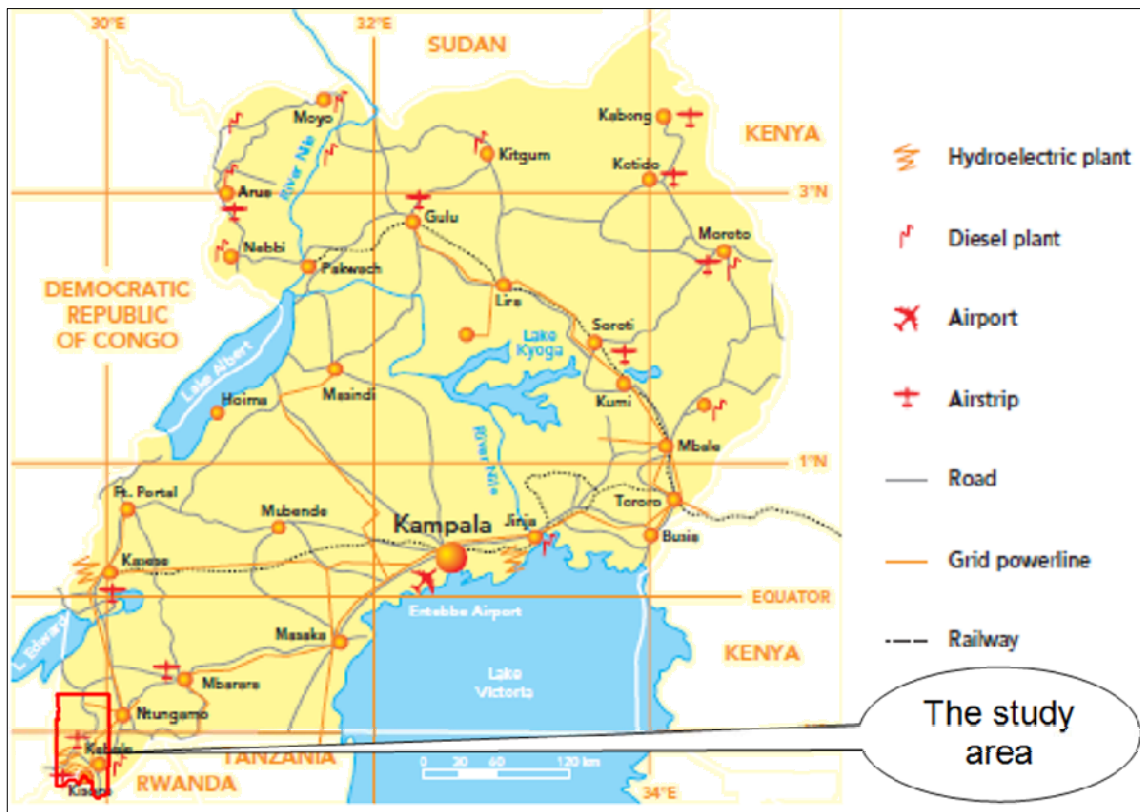 30°E
32°E
SUDAN
Moyo
Kabong
KENYA
River Nile
Kitgum
Kotido
Arua
3°N
Gulu
Nebbi
Moroto
Pakwach
DEMOCRATIC
REPUBLIC
OF CONGO
Lira
Soroti
Lake
Kyoga
Lake Albert
Masindi
Hoima
Kumi
River Nile
Mbale
1°N
Ft. Portal
Tororo
Mubende
Kampala
Jinja
Busia
Kasese
EQUATOR
Entebbe Airport
L. Edward
Masaka
KENYA
Lake
Victoria
Mbarara
Ntungamo
Kabale
TANZANIA
RWANDA
Kisoro
0 30 60 120 km
34°E
Hydroelectric plant
Diesel plant
Airport
Airstrip
Road
Grid powerline
Railway
The study
area